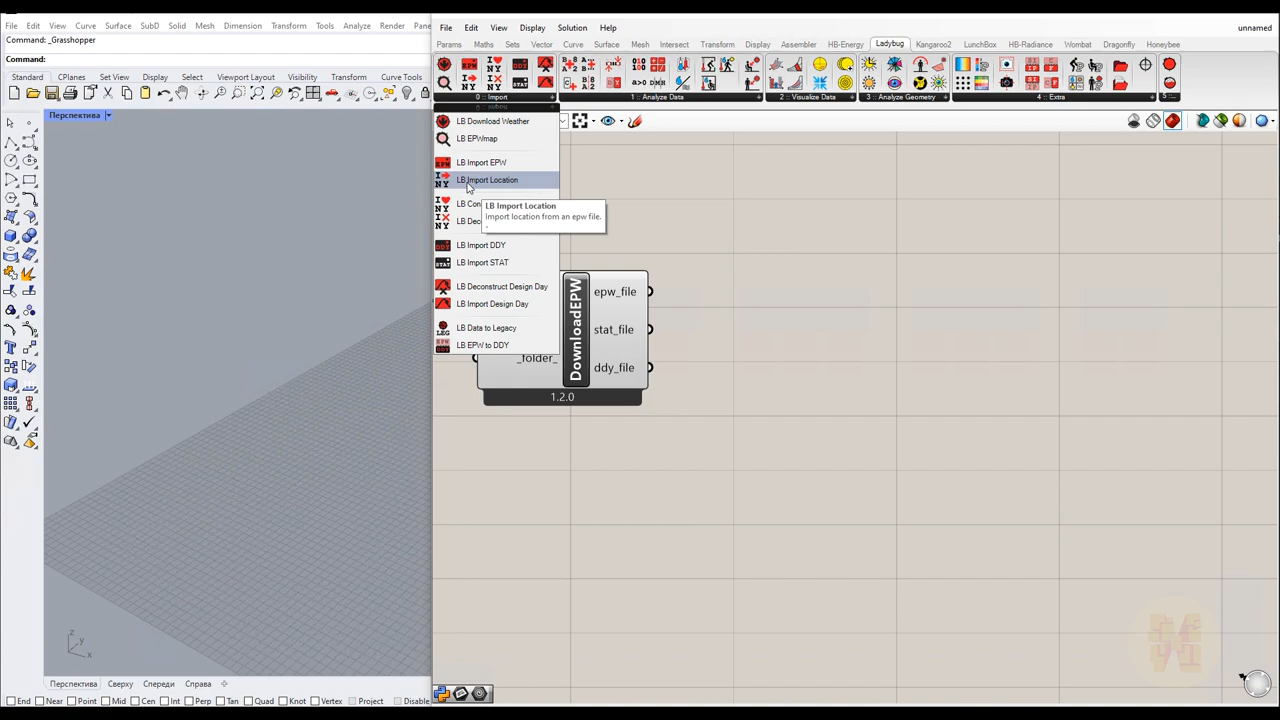 File Edit View Curve Surface SubD Solid Mesh Dimension Transform Tools Analyze Render Pane
Command: _Grasshopper
Command:
Standard CPlanes Set View Display Select Viewport Layout Visibility Transform Curve Tools
Перспектива
File Edit View Display Solution Help unnamed
Params Maths Sets Vector Curve Surface Mesh Intersect Transform Display Assembler HB-Energy Ladybug Kangaroo2 LunchBox HB-Radiance Wombat Dragonfly Honeybee
0 :: Import 1 :: Analyze Data 2 :: Visualize Data 3 :: Analyze Geometry 4 :: Extra 5 ::
LB Download Weather
LB EPWmap
LB Import EPW
LB Import Location
LB Con
LB Deco
LB Import Location
Import location from an epw file.
LB Import DDY
LB Import STAT
LB Deconstruct Design Day
LB Import Design Day
LB Data to Legacy
LB EPW to DDY
_folder_
DownloadEPW
epw_file
stat_file
ddy_file
1.2.0
z
y
x
Перспектива Сверху Спереди Справа
End Near Point Mid Cen Int Perp Tan Quad Knot Vertex Project Disable